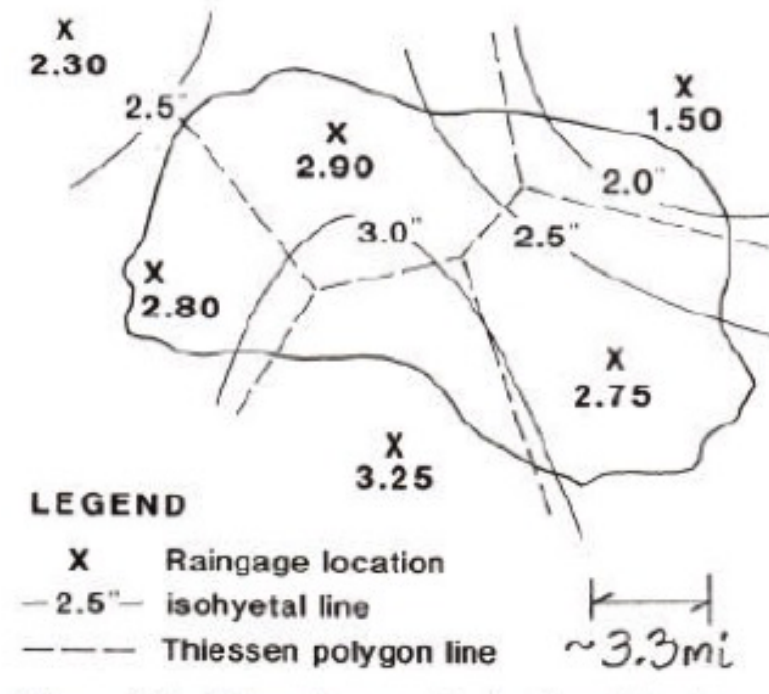 X
2.30
2.5"
X
2.90
X
1.50
2.0"
3.0"
2.5"
X
2.80
X
2.75
X
3.25
LEGEND
X Raingage location
2.5" isohyetal line
Thiessen polygon line
~3.3mi